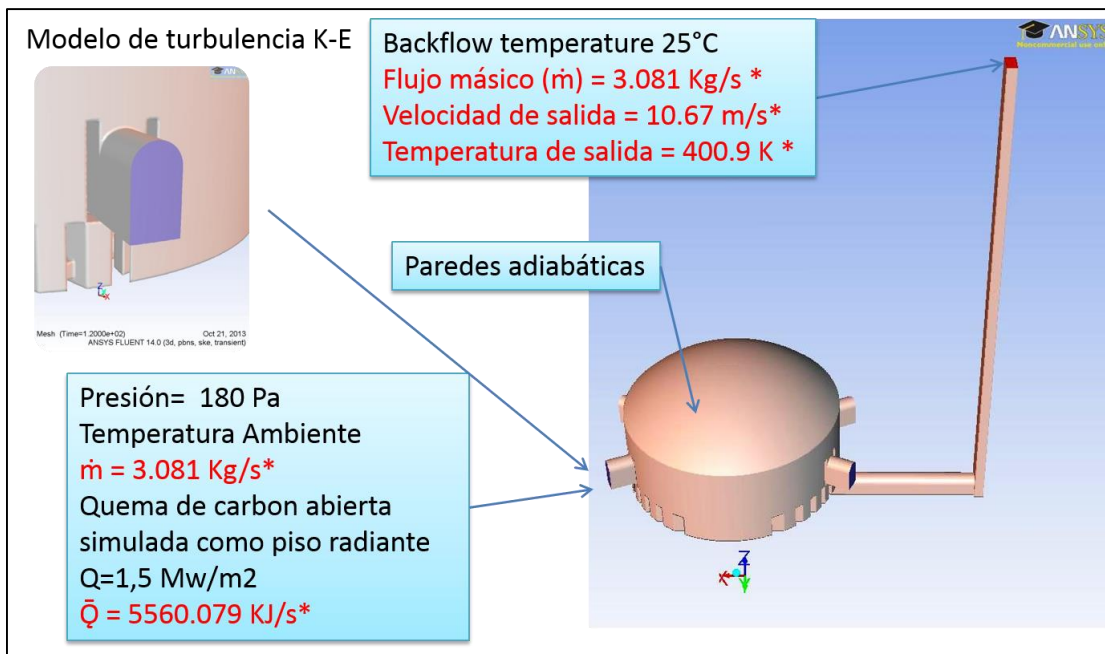 Modelo de turbulencia K-E
Backflow temperature 25°C
Flujo másico (ṁ) = 3.081 Kg/s *
Velocidad de salida = 10.67 m/s*
Temperatura de salida = 400.9 K *
Mesh (Time=1.2000e+02)
Oct 21, 2013
ANSYS FLUENT 14.0 (3d, pbns, ske, transient)
Paredes adiabáticas
Presión= 180 Pa
Temperatura Ambiente
ṁ = 3.081 Kg/s*
Quema de carbon abierta
simulada como piso radiante
Q=1,5 Mw/m2
Q̄ = 5560.079 KJ/s*
Z
X
Y